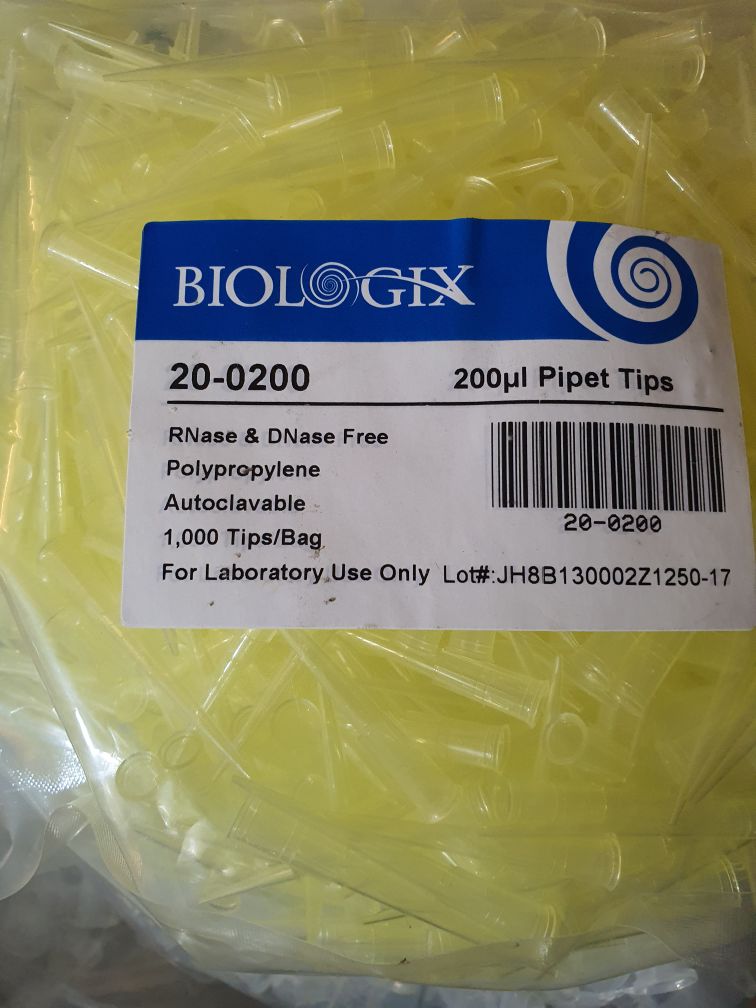 BIOLOGIX
20-0200 200µl Pipet Tips
RNase & DNase Free
Polypropylene
Autoclavable
20-0200
1,000 Tips/Bag
For Laboratory Use Only Lot#:JH8B130002Z1250-17